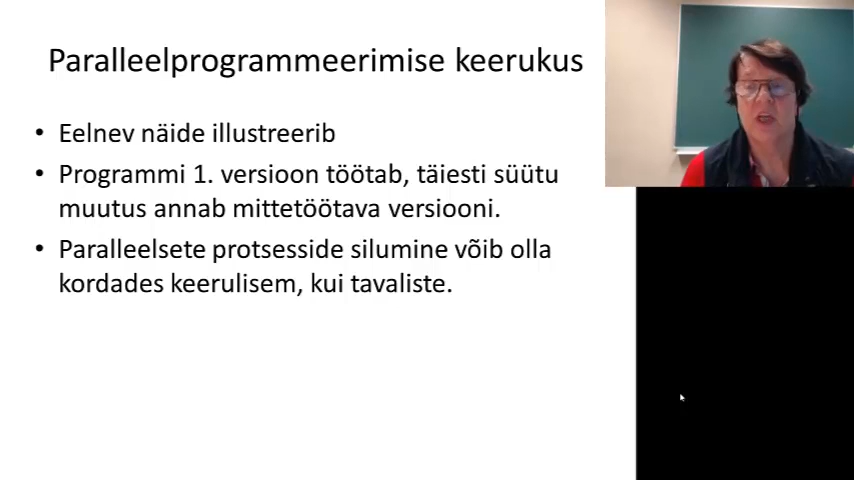 Paralleelprogrammeerimise keerukus
• Eelnev näide illustreerib
• Programmi 1. versioon töötab, täiesti süütu
muutus annab mittetöötava versiooni.
• Paralleelsete protsesside silumine võib olla
kordades keerulisem, kui tavaliste.